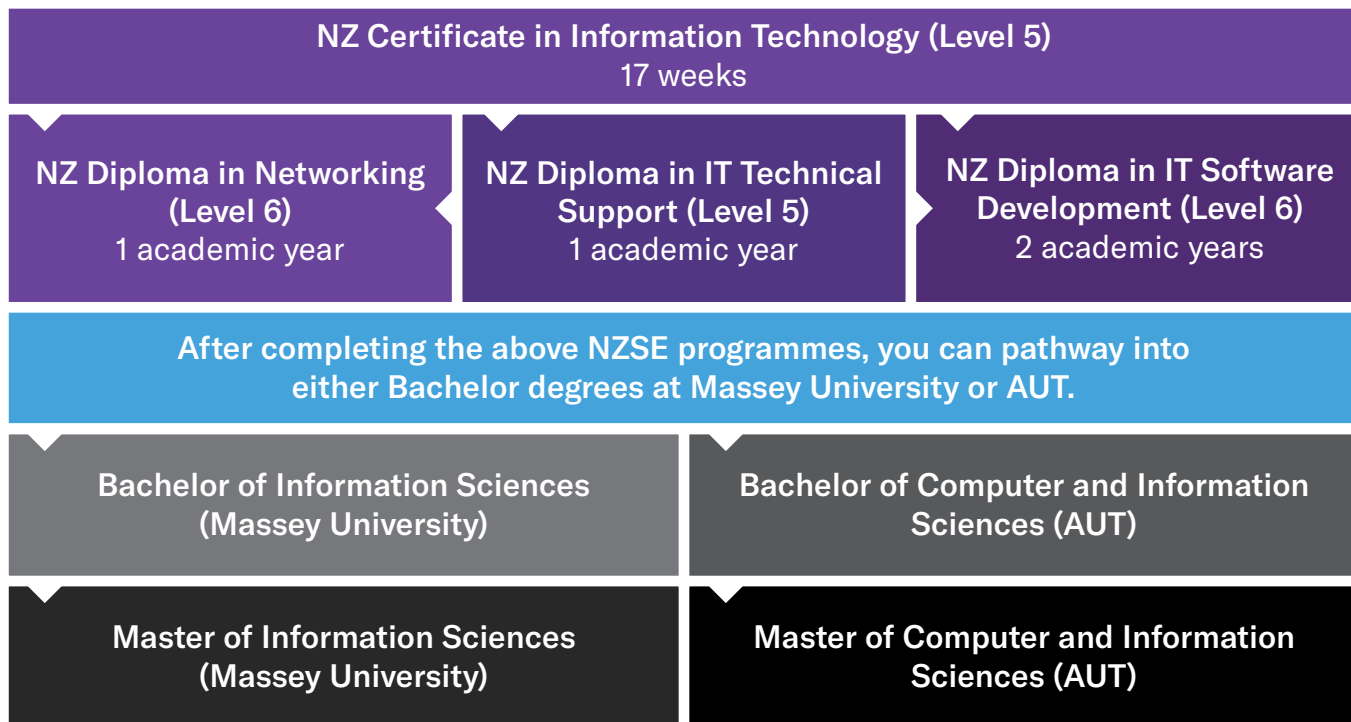 NZ Certificate in Information Technology (Level 5)
17 weeks
NZ Diploma in Networking
(Level 6)
1 academic year
NZ Diploma in IT Technical
Support (Level 5)
1 academic year
NZ Diploma in IT Software
Development (Level 6)
2 academic years
After completing the above NZSE programmes, you can pathway into
either Bachelor degrees at Massey University or AUT.
Bachelor of Information Sciences
(Massey University)
Bachelor of Computer and Information
Sciences (AUT)
Master of Information Sciences
(Massey University)
Master of Computer and Information
Sciences (AUT)